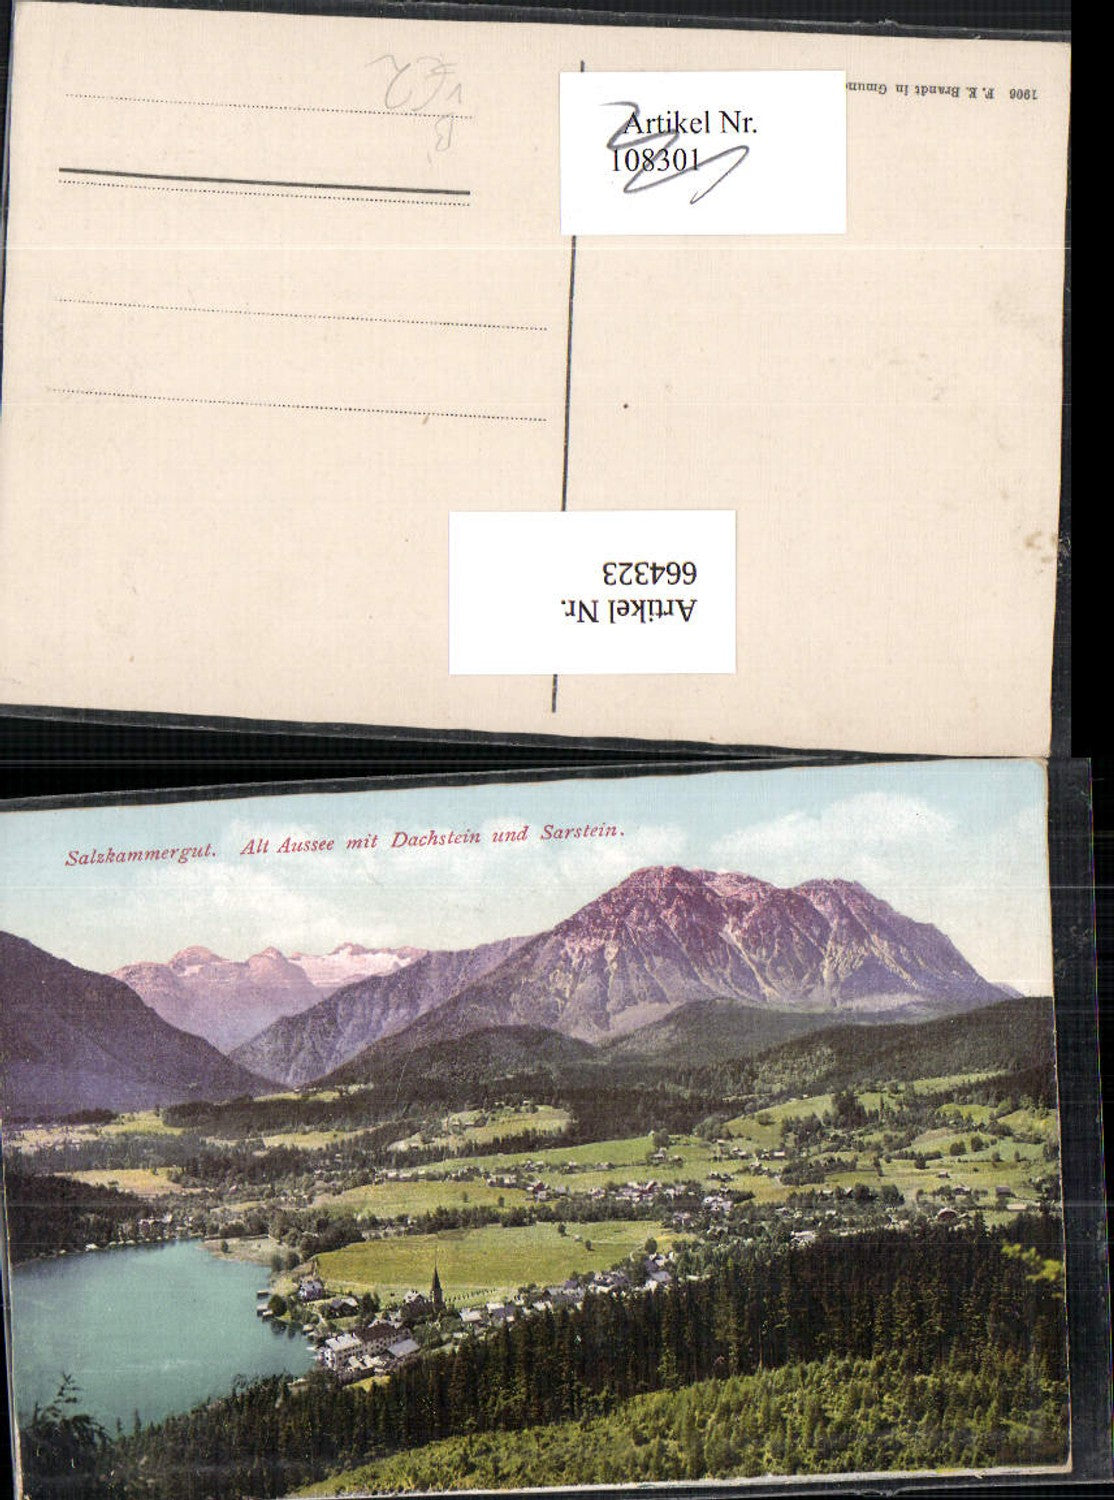 1906 F. E. Brandt in Gmun
Artikel Nr.
108301
Artikel Nr.
664323
Salzkammergut. Alt Aussee mit Dachstein und Sarstein.